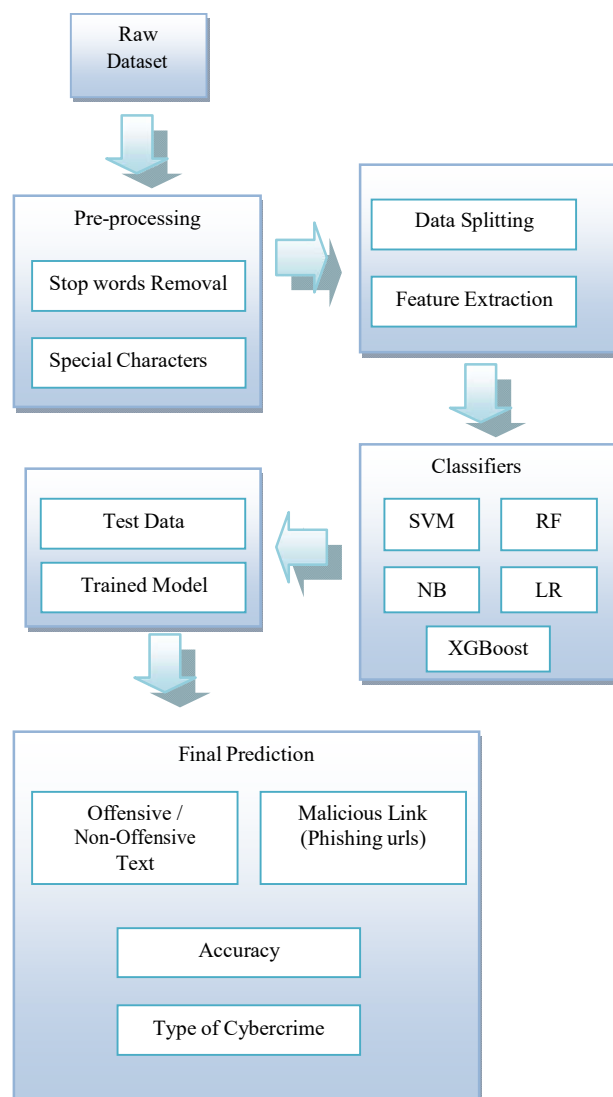 Raw
Dataset
Pre-processing
Stop words Removal
Special Characters
Data Splitting
Feature Extraction
Classifiers
SVM
RF
NB
LR
XGBoost
Test Data
Trained Model
Final Prediction
Offensive /
Non-Offensive
Text
Malicious Link
(Phishing urls)
Accuracy
Type of Cybercrime